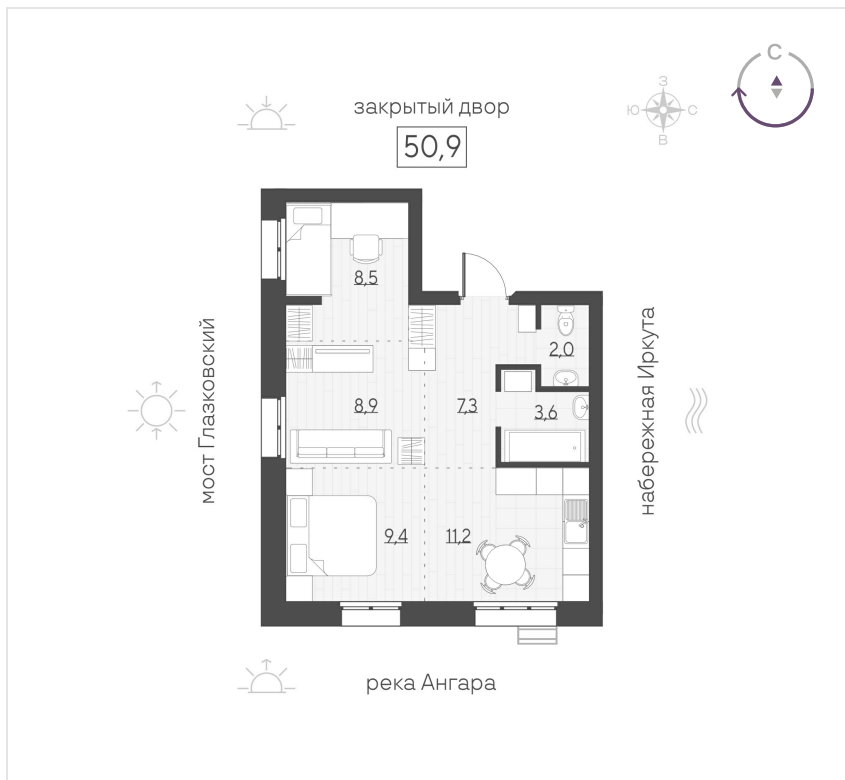 С
закрытый двор
50,9
З
Ю
С
В
8,5
мост Глазковский
набережная Иркута
2,0
8,9
7,3
3,6
9,4
11,2
река Ангара